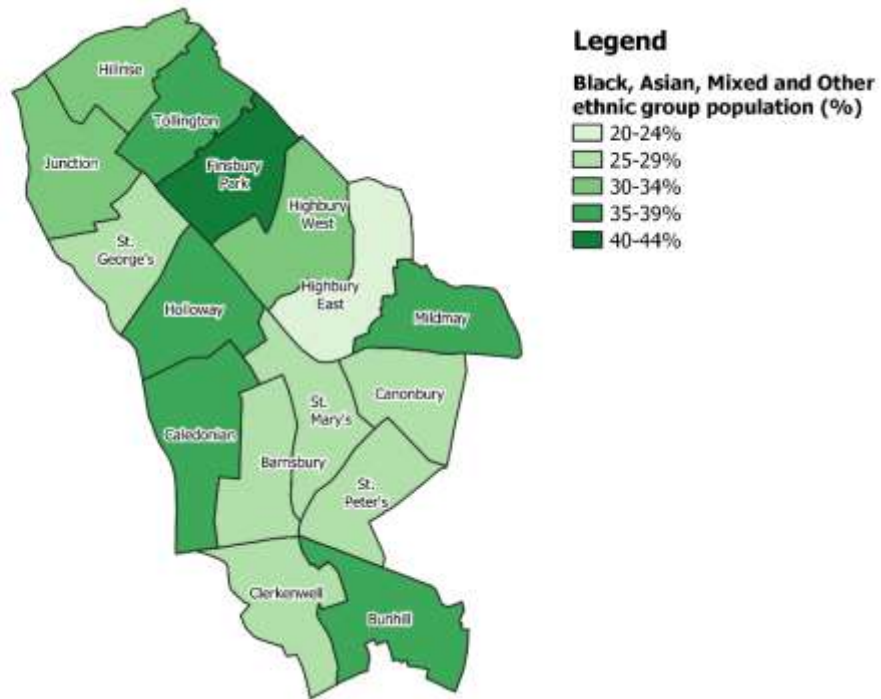 Legend
Black, Asian, Mixed and Other
ethnic group population (%)
20-24%
25-29%
30-34%
35-39%
40-44%
Hillrise
Tollington
Junction
Finsbury
Park
Highbury
West
St.
George's
Highbury
East
Holloway
Mildmay
Canonbury
St.
Mary's
Caledonian
Barnsbury
St.
Peter's
Clerkenwell
Bunhill